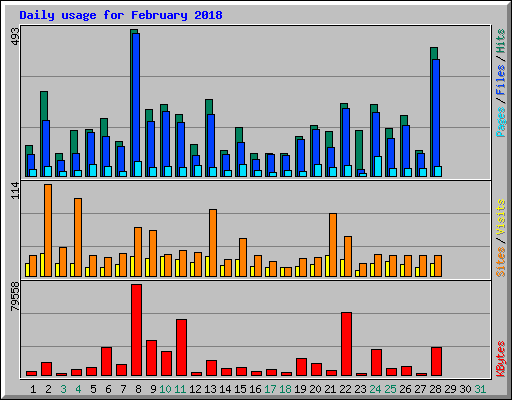 Daily usage for February 2018
493
Pages / Files / Hits
114
Sites / Visits
79558
KBytes
1 2 3 4 5 6 7 8 9 10 11 12 13 14 15 16 17 18 19 20 21 22 23 24 25 26 27 28 29 30 31